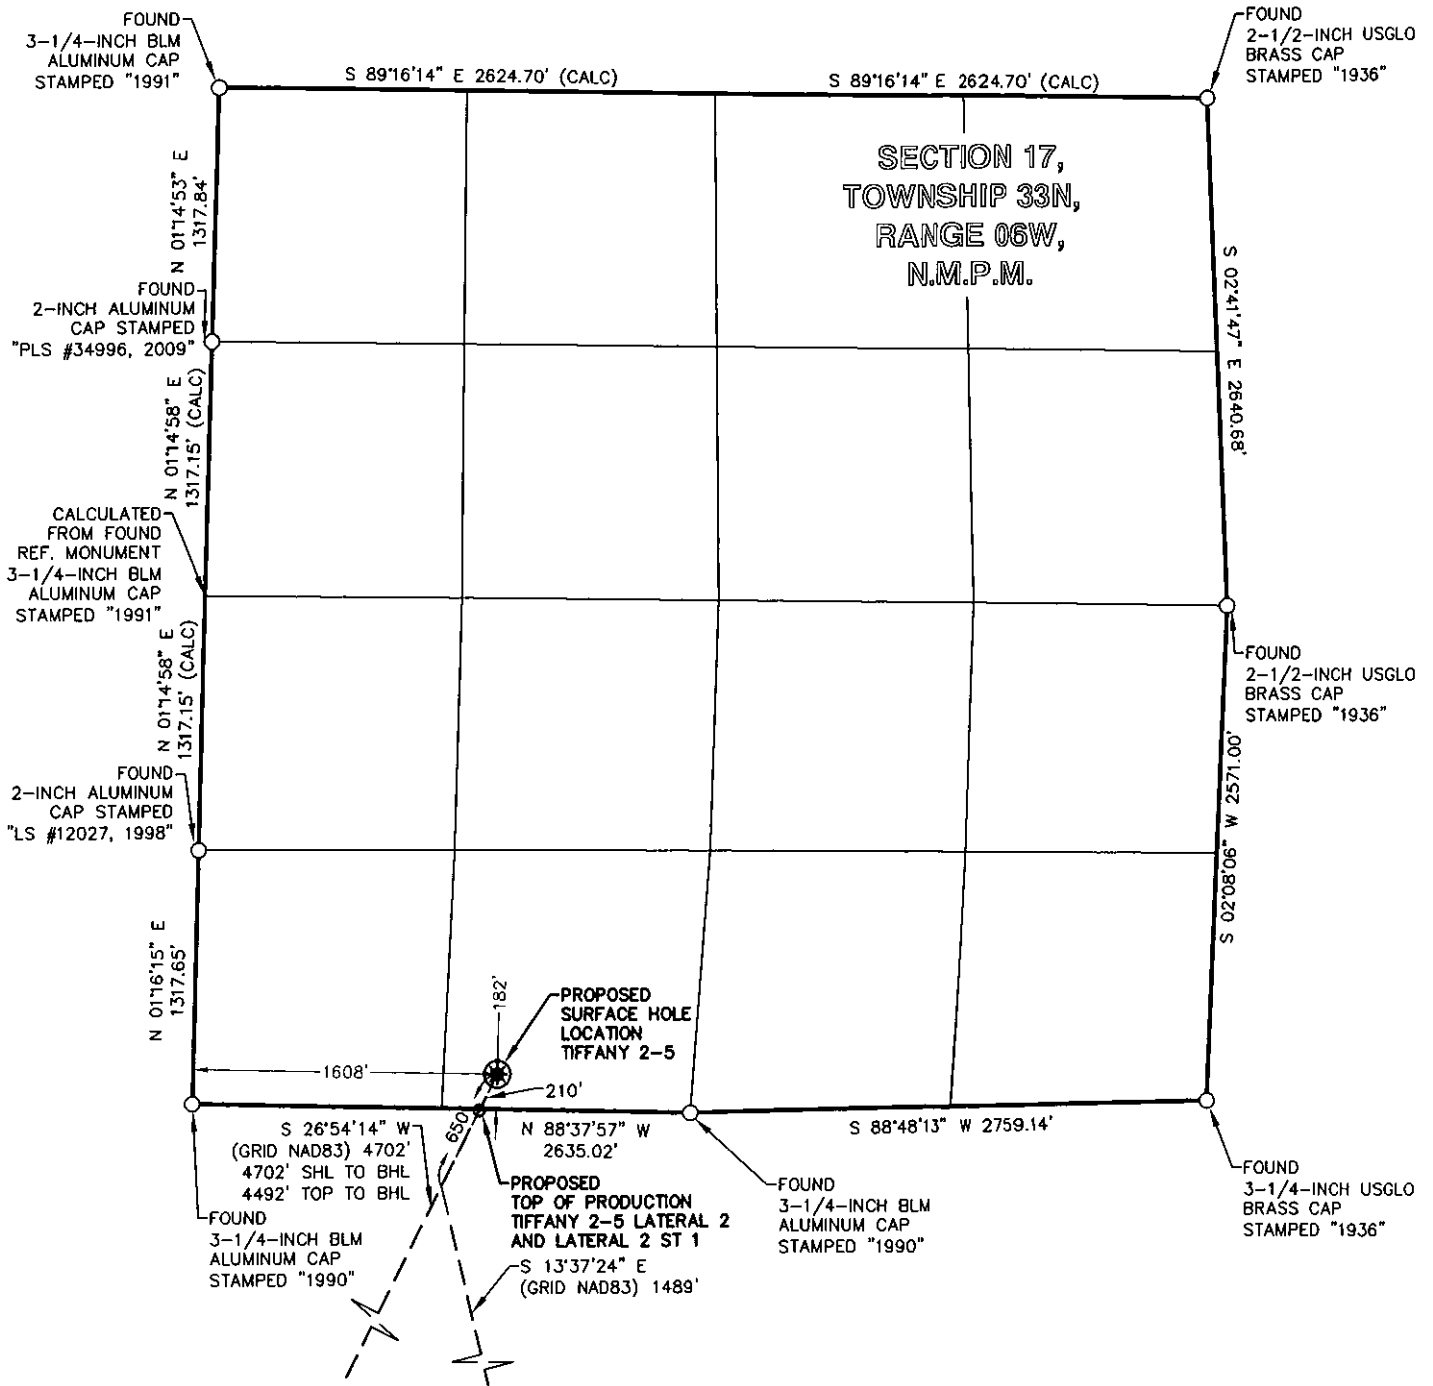 FOUND
3-1/4-INCH BLM
ALUMINUM CAP
STAMPED "1991"
S 89°16'14" E 2624.70' (CALC)
S 89°16'14" E 2624.70' (CALC)
FOUND
2-1/2-INCH USGLO
BRASS CAP
STAMPED "1936"
SECTION 17,
TOWNSHIP 33N,
RANGE 06W,
N.M.P.M.
N 01°14'53" E
1317.84'
S 02°41'47" E 2640.68'
FOUND
2-INCH ALUMINUM
CAP STAMPED
"PLS #34996, 2009"
N 01°14'58" E
1317.15' (CALC)
CALCULATED
FROM FOUND
REF. MONUMENT
3-1/4-INCH BLM
ALUMINUM CAP
STAMPED "1991"
FOUND
2-1/2-INCH USGLO
BRASS CAP
STAMPED "1936"
N 01°14'58" E
1317.15' (CALC)
S 02°08'06" W 2571.00'
FOUND
2-INCH ALUMINUM
CAP STAMPED
"LS #12027, 1998"
N 01°16'15" E
1317.65'
182'
PROPOSED
SURFACE HOLE
LOCATION
TIFFANY 2-5
1608'
210'
650'
S 26°54'14" W
(GRID NAD83) 4702'
4702' SHL TO BHL
4492' TOP TO BHL
N 88°37'57" W
2635.02'
S 88°48'13" W 2759.14'
PROPOSED
TOP OF PRODUCTION
TIFFANY 2-5 LATERAL 2
AND LATERAL 2 ST 1
FOUND
3-1/4-INCH BLM
ALUMINUM CAP
STAMPED "1990"
FOUND
3-1/4-INCH USGLO
BRASS CAP
STAMPED "1936"
FOUND
3-1/4-INCH BLM
ALUMINUM CAP
STAMPED "1990"
S 13°37'24" E
(GRID NAD83) 1489'